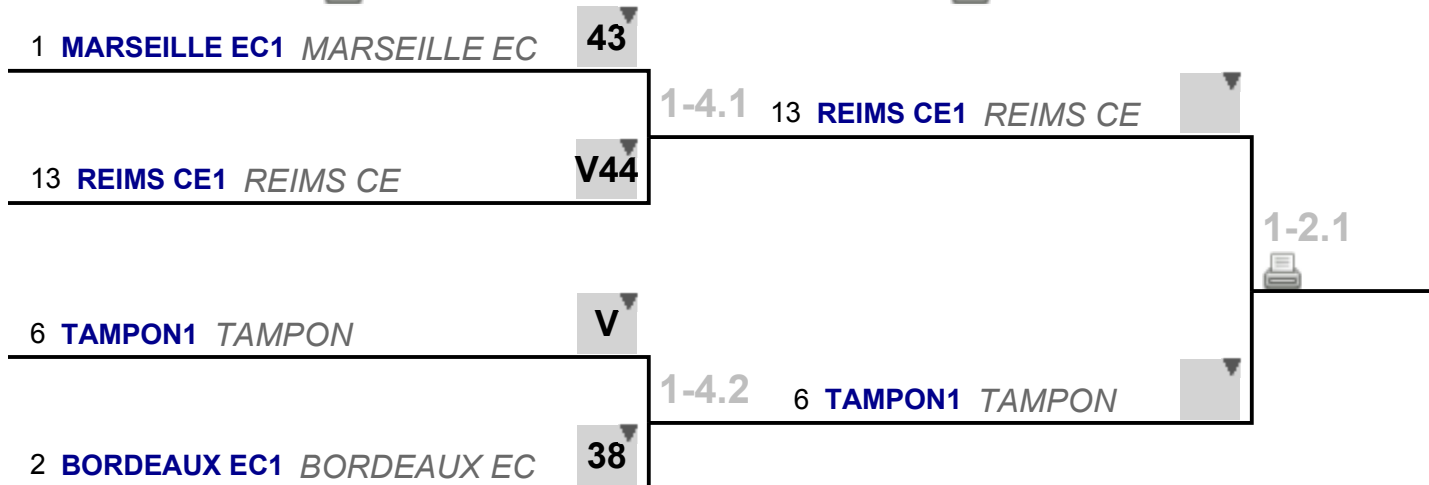 1 MARSEILLE EC1 MARSEILLE EC 43
1-4.1 13 REIMS CE1 REIMS CE
13 REIMS CE1 REIMS CE V44
1-2.1
6 TAMPON1 TAMPON V
1-4.2 6 TAMPON1 TAMPON
2 BORDEAUX EC1 BORDEAUX EC 38